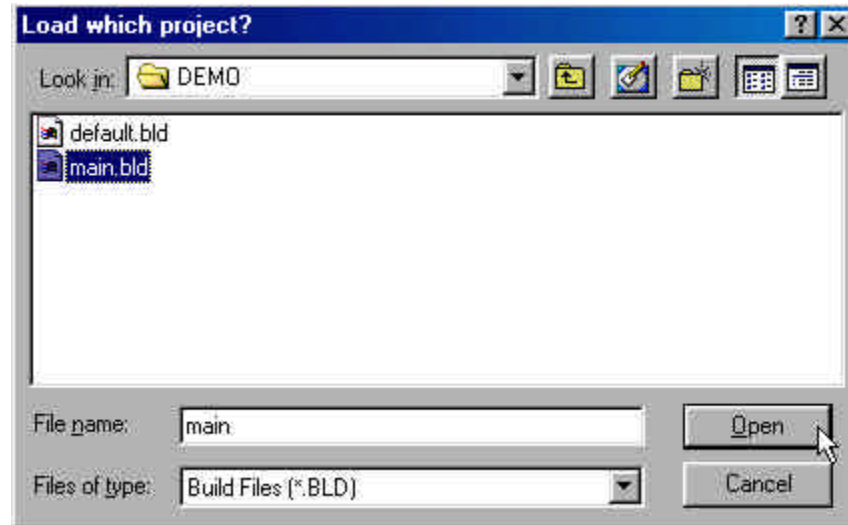 Load which project?
Look in: DEMO
default.bld
main.bld
File name: main Open
Files of type: Build Files (*.BLD) Cancel